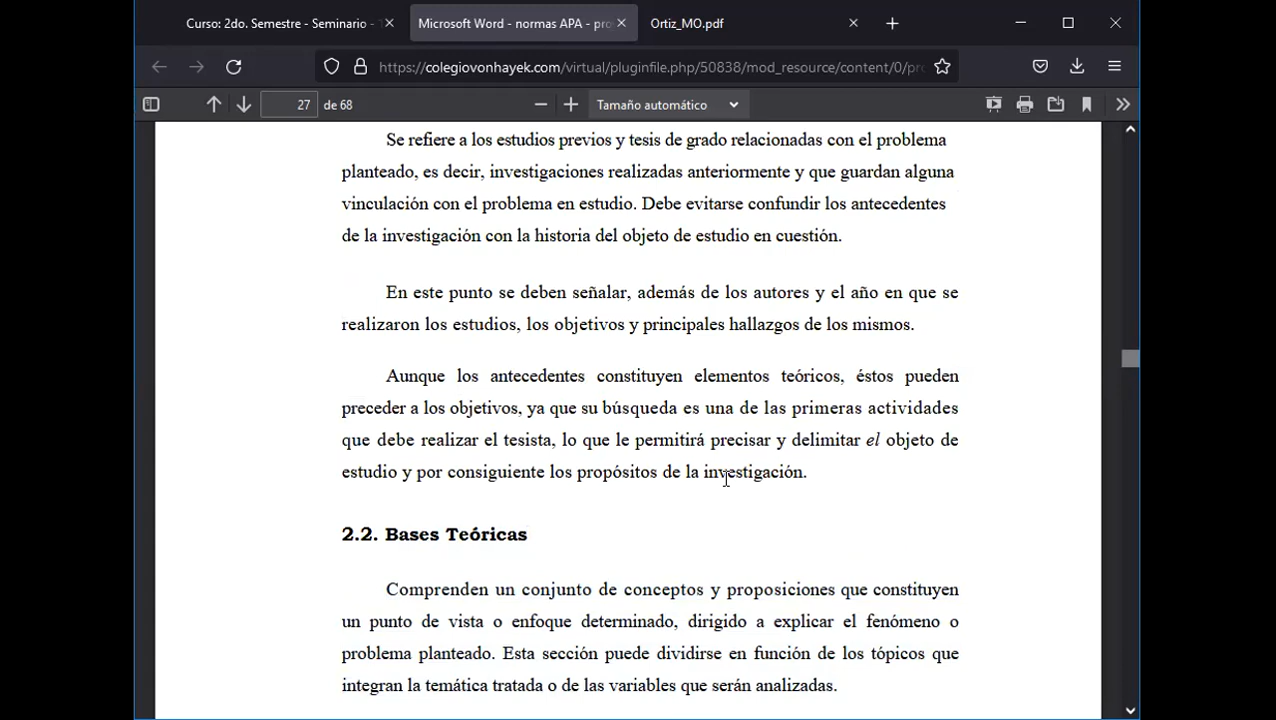 Curso: 2do. Semestre - Seminario -
Microsoft Word - normas APA - pro
Ortiz_MO.pdf
https://colegiovonhayek.com/virtual/pluginfile.php/50838/mod_resource/content/0/pro
27 de 68
Tamaño automático
Se refiere a los estudios previos y tesis de grado relacionadas con el problema
planteado, es decir, investigaciones realizadas anteriormente y que guardan alguna
vinculación con el problema en estudio. Debe evitarse confundir los antecedentes
de la investigación con la historia del objeto de estudio en cuestión.
En este punto se deben señalar, además de los autores y el año en que se
realizaron los estudios, los objetivos y principales hallazgos de los mismos.
Aunque los antecedentes constituyen elementos teóricos, éstos pueden
preceder a los objetivos, ya que su búsqueda es una de las primeras actividades
que debe realizar el tesista, lo que le permitirá precisar y delimitar el objeto de
estudio y por consiguiente los propósitos de la investigación.
2.2. Bases Teóricas
Comprenden un conjunto de conceptos y proposiciones que constituyen
un punto de vista o enfoque determinado, dirigido a explicar el fenómeno o
problema planteado. Esta sección puede dividirse en función de los tópicos que
integran la temática tratada o de las variables que serán analizadas.